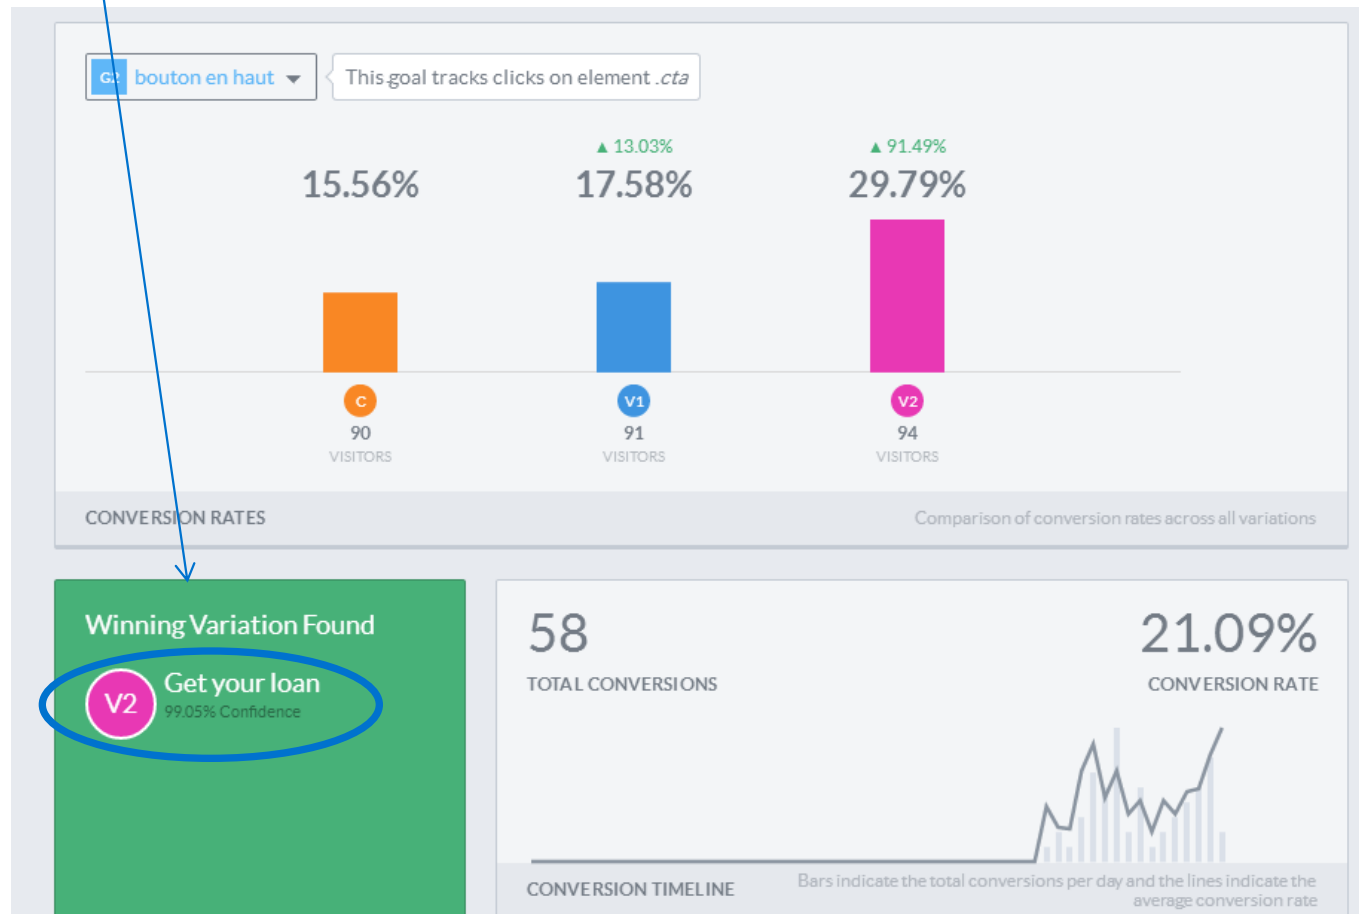 G2 bouton en haut This goal tracks clicks on element .cta
▲ 13.03% ▲ 91.49%
15.56% 17.58% 29.79%
C V1 V2
90 91 94
VISITORS VISITORS VISITORS
CONVERSION RATES Comparison of conversion rates across all variations
Winning Variation Found
V2 Get your loan
99.05% Confidence
58 21.09%
TOTAL CONVERSIONS CONVERSION RATE
CONVERSION TIMELINE Bars indicate the total conversions per day and the lines indicate the
average conversion rate